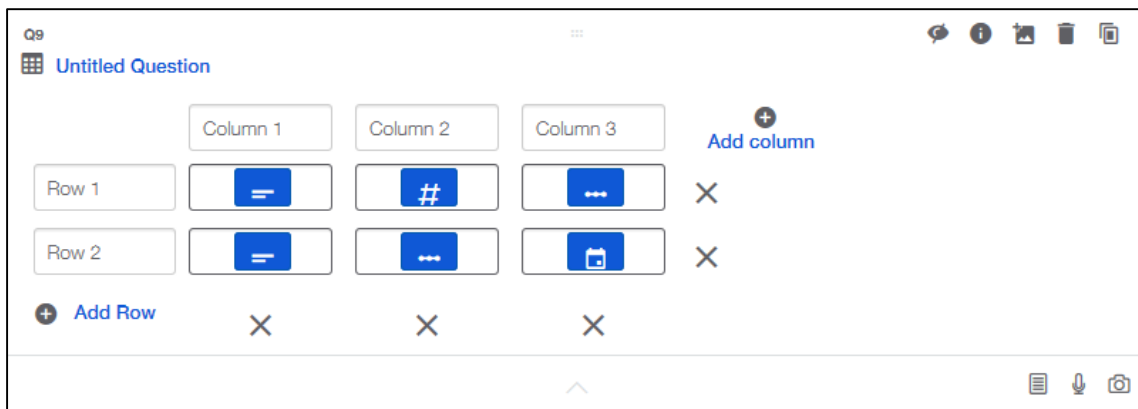 Q9
Untitled Question
Column 1 Column 2 Column 3 Add column
Row 1 #
Row 2
Add Row